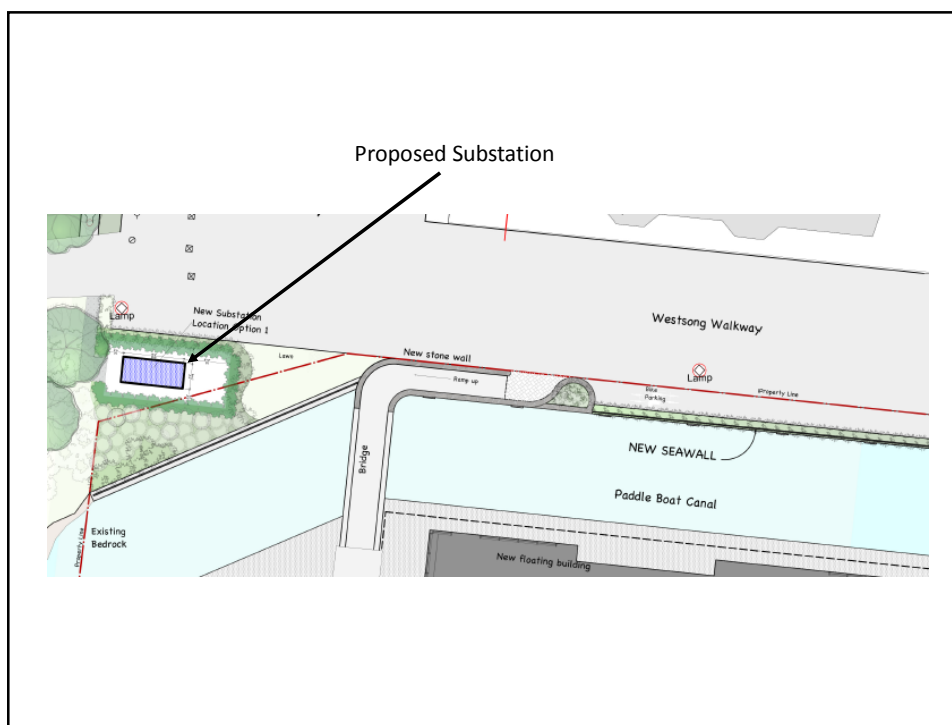 Proposed Substation
Lamp
New Substation
Location Option 1
Westsong Walkway
Lawn
New stone wall
Lamp
Ramp up
Bike
Parking
Property Line
NEW SEAWALL
Bridge
Paddle Boat Canal
Existing
Bedrock
Property Line
New floating building